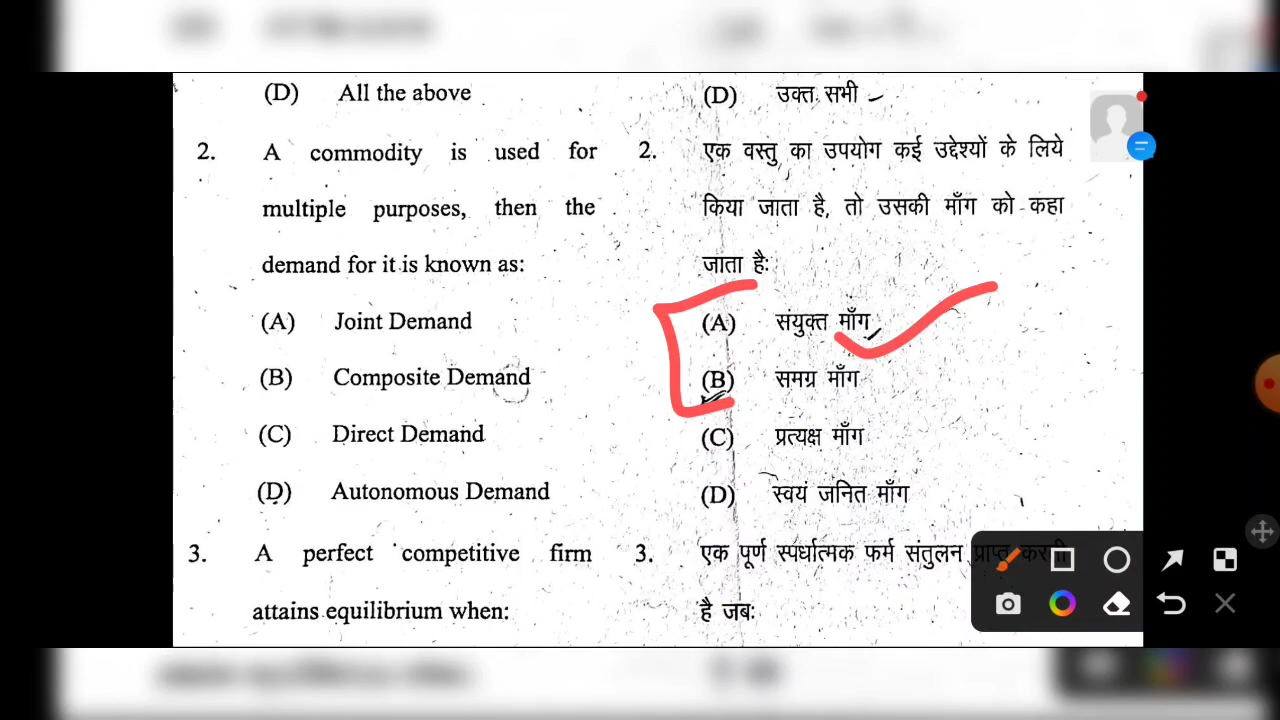 (D) All the above
2. A commodity is used for
multiple purposes, then the
demand for it is known as:
(A) Joint Demand
(B) Composite Demand
(C) Direct Demand
(D) Autonomous Demand
3. A perfect competitive firm
attains equilibrium when:
(D) उक्त सभी
2. एक वस्तु का उपयोग कई उद्देश्यों के लिये
किया जाता है, तो उसकी माँग को कहा
जाता हैः
(A) संयुक्त माँग
(B) समग्र माँग
(C) प्रत्यक्ष माँग
(D) स्वयं जनित माँग
3. एक पूर्ण स्पर्धात्मक फर्म संतुलन प्राप्त करती
है जबः